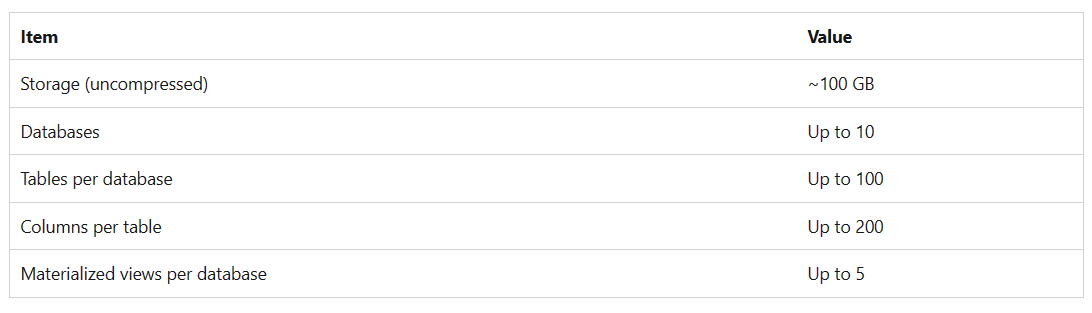 Item Value
Storage (uncompressed) ~100 GB
Databases Up to 10
Tables per database Up to 100
Columns per table Up to 200
Materialized views per database Up to 5